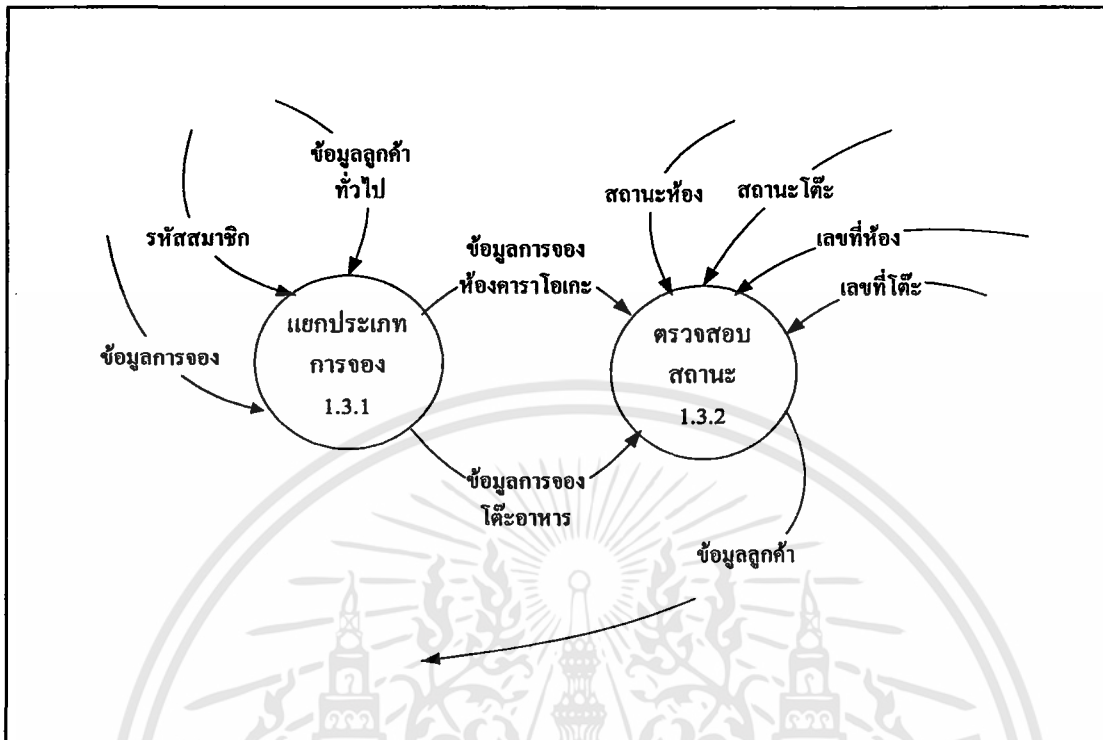 ข้อมูลลูกค้า
ทั่วไป
รหัสสมาชิก
ข้อมูลการจอง
แยกประเภท
การจอง
1.3.1
ข้อมูลการจอง
ห้องคาราโอเกะ
ข้อมูลการจอง
โต๊ะอาหาร
สถานะห้อง
สถานะโต๊ะ
เลขที่ห้อง
เลขที่โต๊ะ
ตรวจสอบ
สถานะ
1.3.2
ข้อมูลลูกค้า